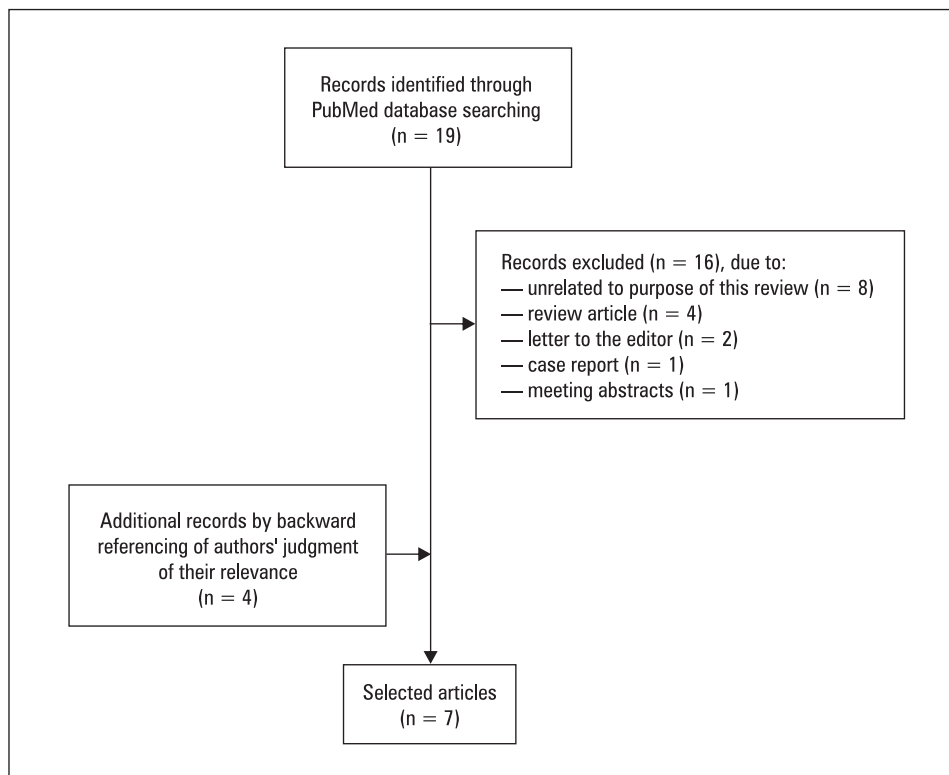 Records identified through
PubMed database searching
(n = 19)
Records excluded (n = 16), due to:
— unrelated to purpose of this review (n = 8)
— review article (n = 4)
— letter to the editor (n = 2)
— case report (n = 1)
— meeting abstracts (n = 1)
Additional records by backward
referencing of authors' judgment
of their relevance
(n = 4)
Selected articles
(n = 7)